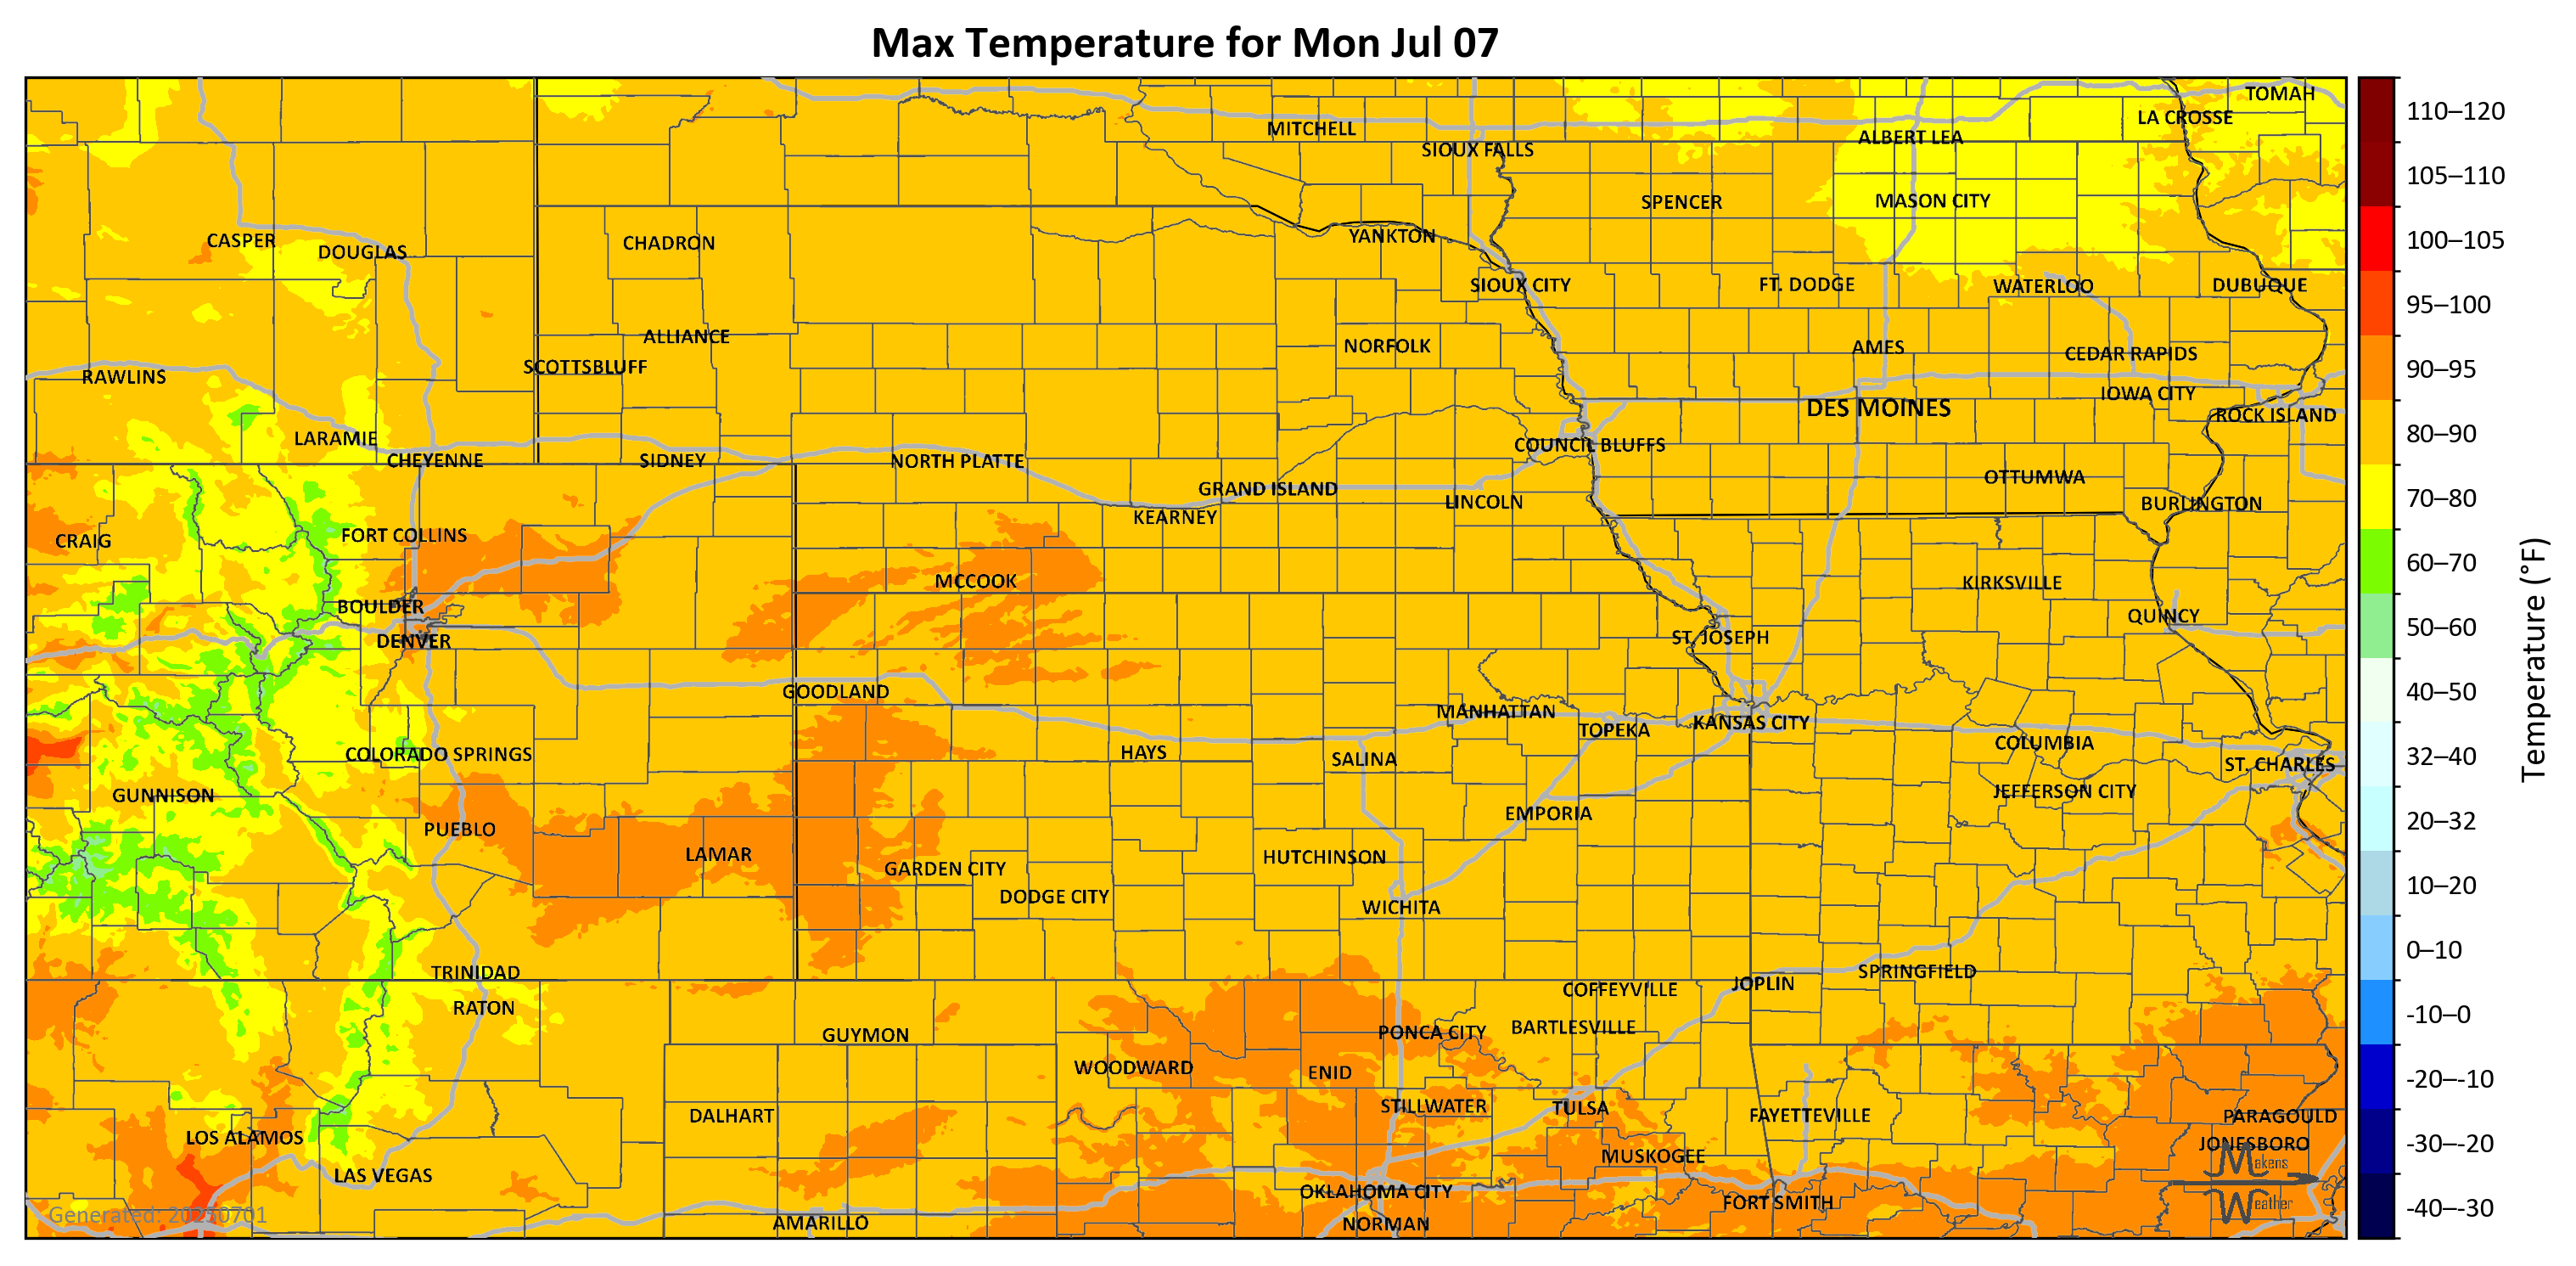 Max Temperature for Mon Jul 07
TOMAH
LA CROSSE
MITCHELL
ALBERT LEA
SIOUX FALLS
MASON CITY
SPENCER
YANKTON
CASPER
CHADRON
DOUGLAS
SIOUX CITY
FT. DODGE
WATERLOO
DUBUQUE
ALLIANCE
NORFOLK
AMES
CEDAR RAPIDS
SCOTTSBLUFF
RAWLINS
IOWA CITY
DES MOINES
ROCK ISLAND
LARAMIE
COUNCIL BLUFFS
CHEYENNE
SIDNEY
NORTH PLATTE
OTTUMWA
GRAND ISLAND
LINCOLN
BURLINGTON
KEARNEY
FORT COLLINS
CRAIG
MCCOOK
KIRKSVILLE
BOULDER
QUINCY
DENVER
ST. JOSEPH
GOODLAND
MANHATTAN
KANSAS CITY
TOPEKA
COLUMBIA
HAYS
COLORADO SPRINGS
SALINA
ST. CHARLES
GUNNISON
JEFFERSON CITY
EMPORIA
PUEBLO
LAMAR
HUTCHINSON
GARDEN CITY
DODGE CITY
WICHITA
TRINIDAD
SPRINGFIELD
JOPLIN
COFFEYVILLE
RATON
BARTLESVILLE
PONCA CITY
GUYMON
WOODWARD
ENID
STILLWATER
TULSA
DALHART
FAYETTEVILLE
PARAGOULD
LOS ALAMOS
JONESBORO
MUSKOGEE
LAS VEGAS
OKLAHOMA CITY
FORT SMITH
AMARILLO
NORMAN
Generated: 20250701
Makens
Weather
110–120
105–110
100–105
95–100
90–95
80–90
70–80
60–70
50–60
40–50
32–40
20–32
10–20
0–10
-10–0
-20–-10
-30–-20
-40–-30
Temperature (°F)